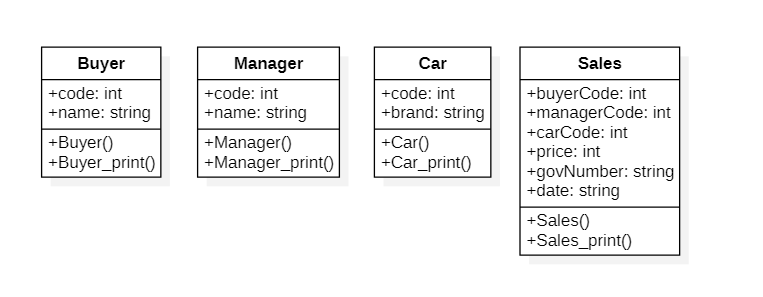 Buyer
+code: int
+name: string
+Buyer()
+Buyer_print()
Manager
+code: int
+name: string
+Manager()
+Manager_print()
Car
+code: int
+brand: string
+Car()
+Car_print()
Sales
+buyerCode: int
+managerCode: int
+carCode: int
+price: int
+govNumber: string
+date: string
+Sales()
+Sales_print()